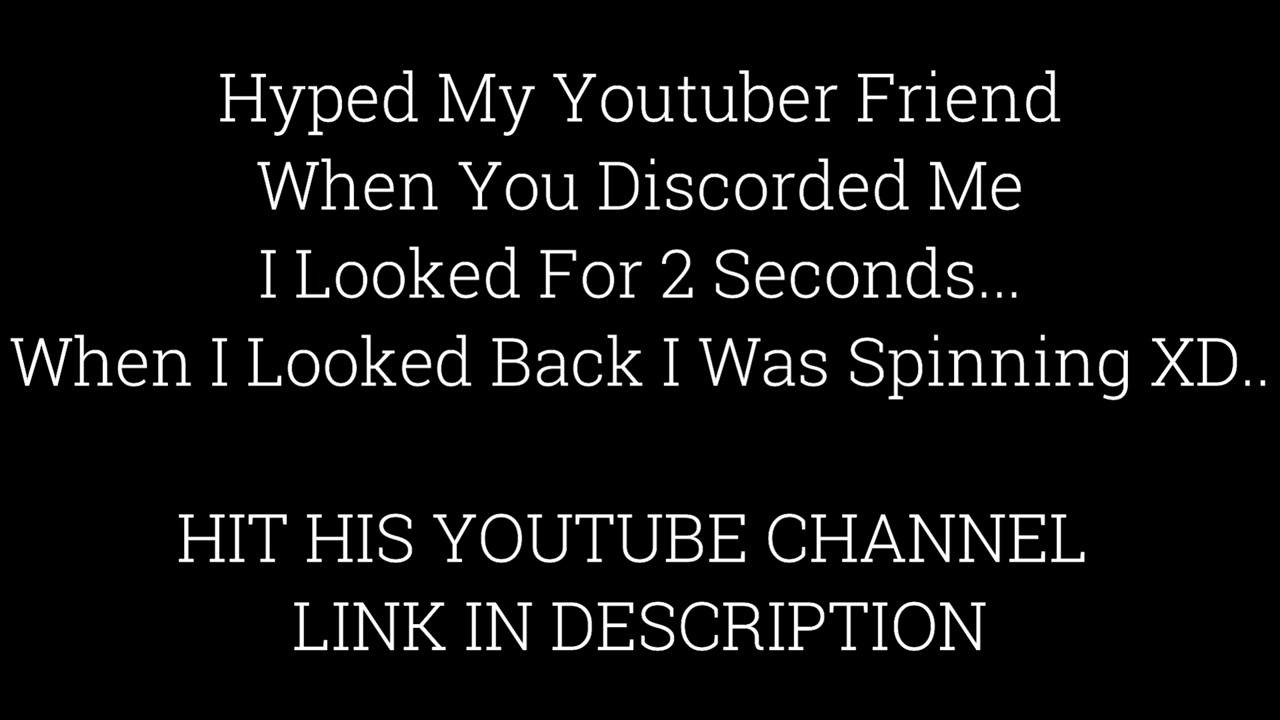 Hyped My Youtuber Friend
When You Discorded Me
I Looked For 2 Seconds...
When I Looked Back I Was Spinning XD..
HIT HIS YOUTUBE CHANNEL
LINK IN DESCRIPTION